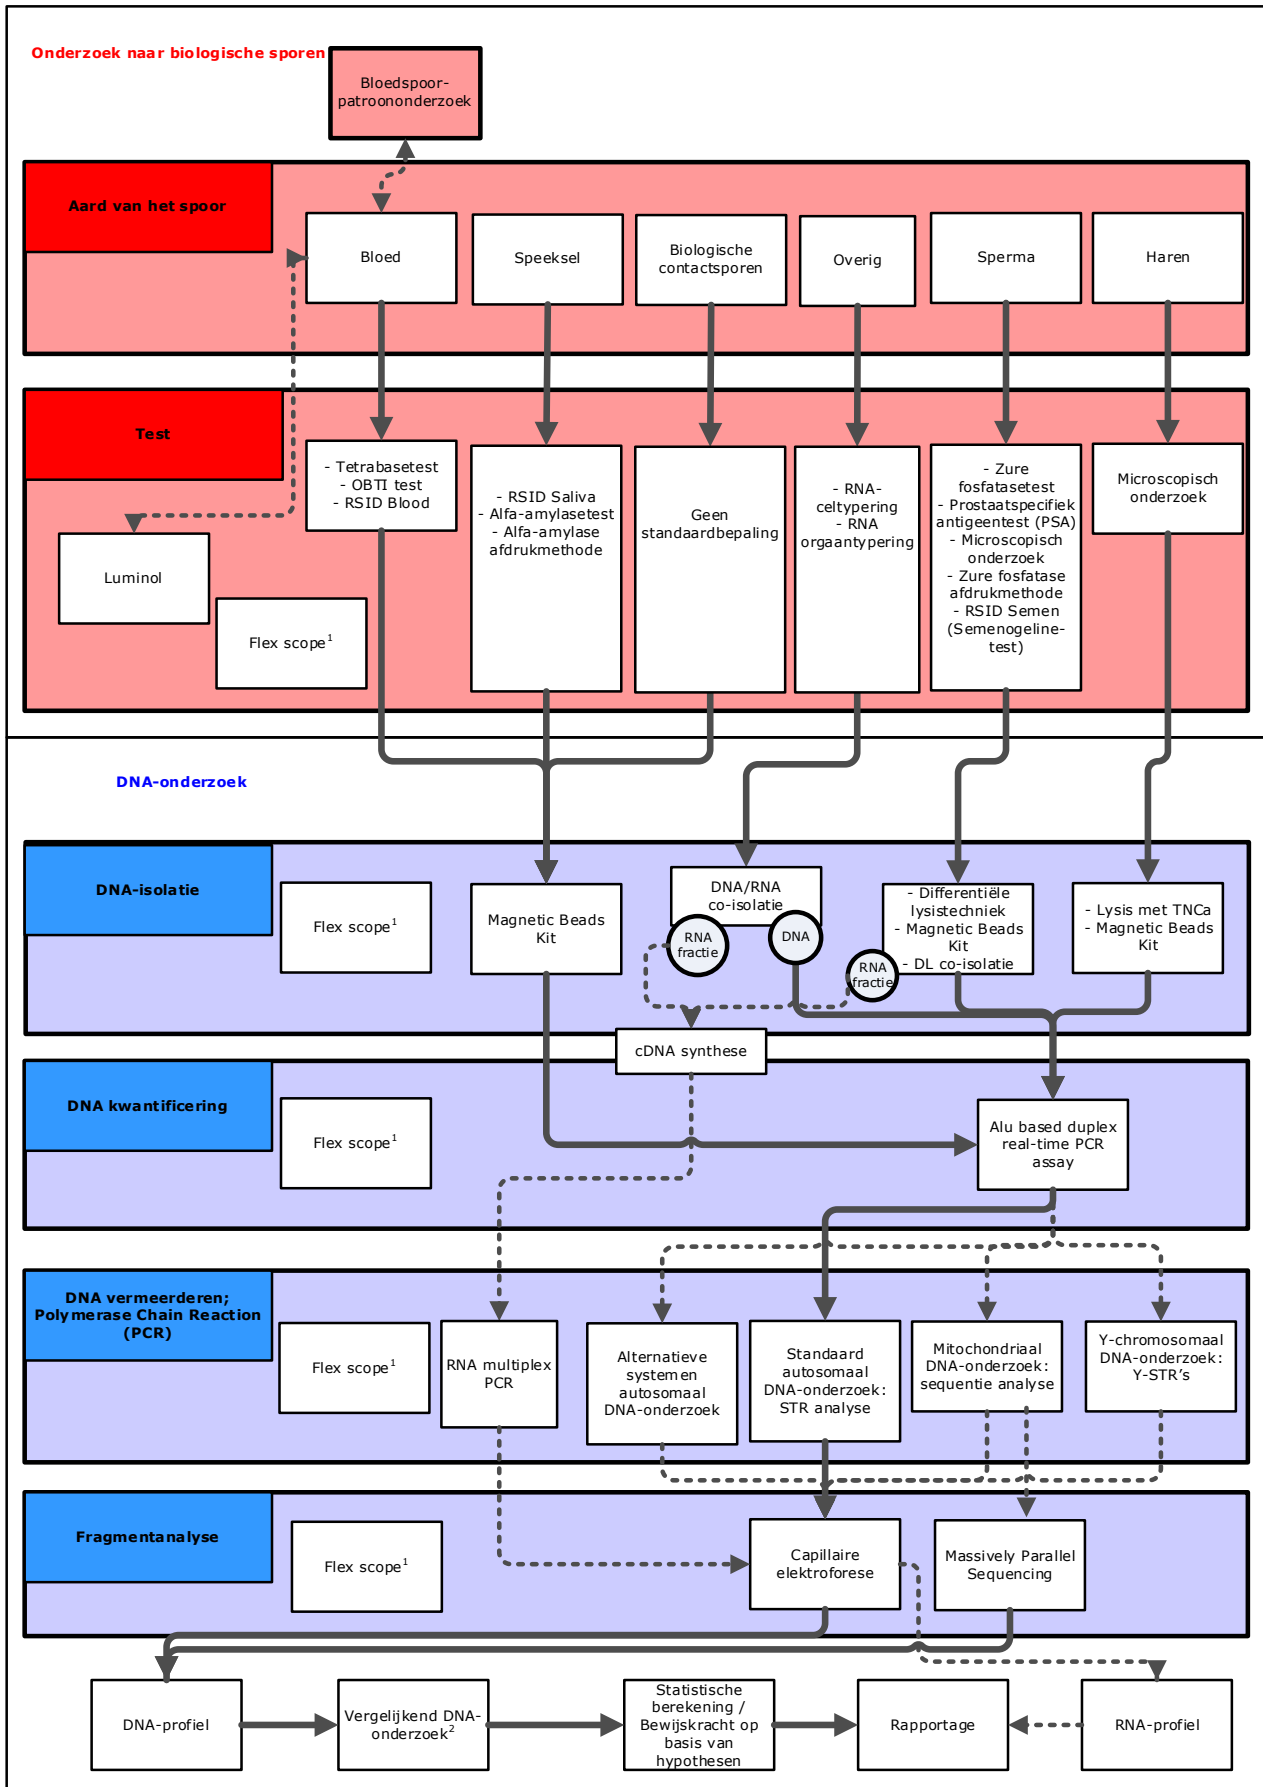 Onderzoek naar biologische sporen
Bloedspoor-
patroononderzoek
Aard van het spoor
Bloed
Speeksel
Biologische
contactsporen
Overig
Sperma
Haren
Test
- Tetrabasetest
- OBTI test
- RSID Blood
- RSID Saliva
- Alfa-amylasetest
- Alfa-amylase
afdrukmethode
Geen
standaardbepaling
- RNA-
celtypering
- RNA
orgaantypering
- Zure
fosfatasetest
- Prostaatspecifiek
antigeentest (PSA)
- Microscopisch
onderzoek
- Zure fosfatase
afdrukmethode
- RSID Semen
(Semenogeline-
test)
Microscopisch
onderzoek
Luminol
Flex scope1
DNA-onderzoek
DNA-isolatie
Flex scope1
Magnetic Beads
Kit
DNA/RNA
co-isolatie
RNA
fractie
DNA
- Differentiële
lysistechniek
- Magnetic Beads
Kit
- DL co-isolatie
RNA
fractie
- Lysis met TNCa
- Magnetic Beads
Kit
cDNA synthese
DNA kwantificering
Flex scope1
Alu based duplex
real-time PCR
assay
DNA vermeerderen;
Polymerase Chain Reaction
(PCR)
Flex scope1
RNA multiplex
PCR
Alternatieve
systemen
autosomaal
DNA-onderzoek
Standaard
autosomaal
DNA-onderzoek:
STR analyse
Mitochondriaal
DNA-onderzoek:
sequentie analyse
Y-chromosomaal
DNA-onderzoek:
Y-STR's
Fragmentanalyse
Flex scope1
Capillaire
elektroforese
Massively Parallel
Sequencing
DNA-profiel
Vergelijkend DNA-
onderzoek2
Statistische
berekening /
Bewijskracht op
basis van
hypothesen
Rapportage
RNA-profiel